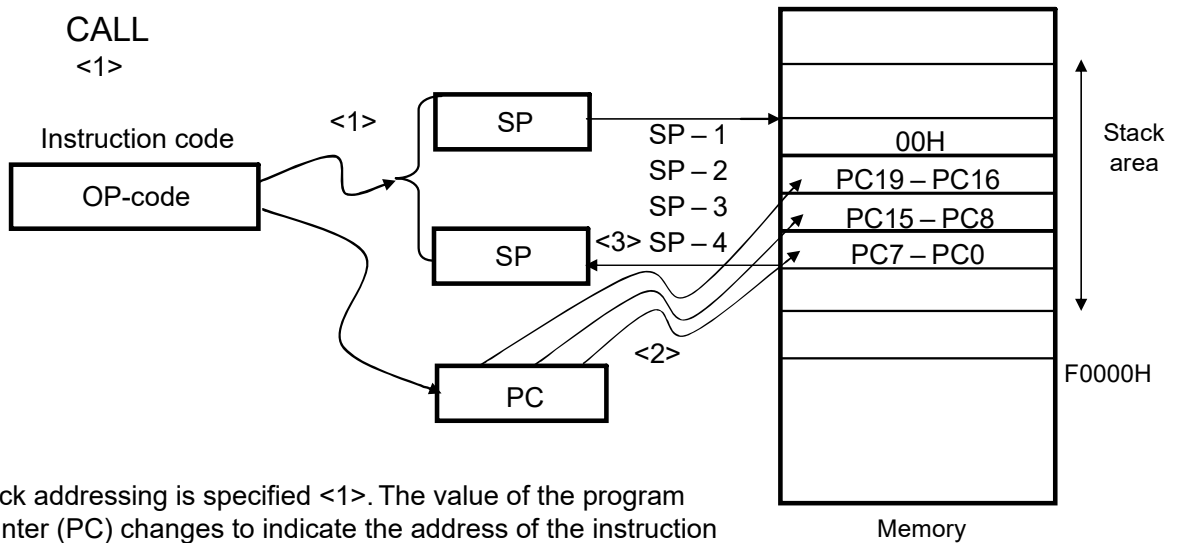 CALL
<1>
Instruction code
OP-code
<1>
SP
SP – 1
SP – 2
SP – 3
<3> SP – 4
SP
<2>
PC
00H
PC19 – PC16
PC15 – PC8
PC7 – PC0
Stack
area
F0000H
Memory
ck addressing is specified <1>. The value of the program
nter (PC) changes to indicate the address of the instruction